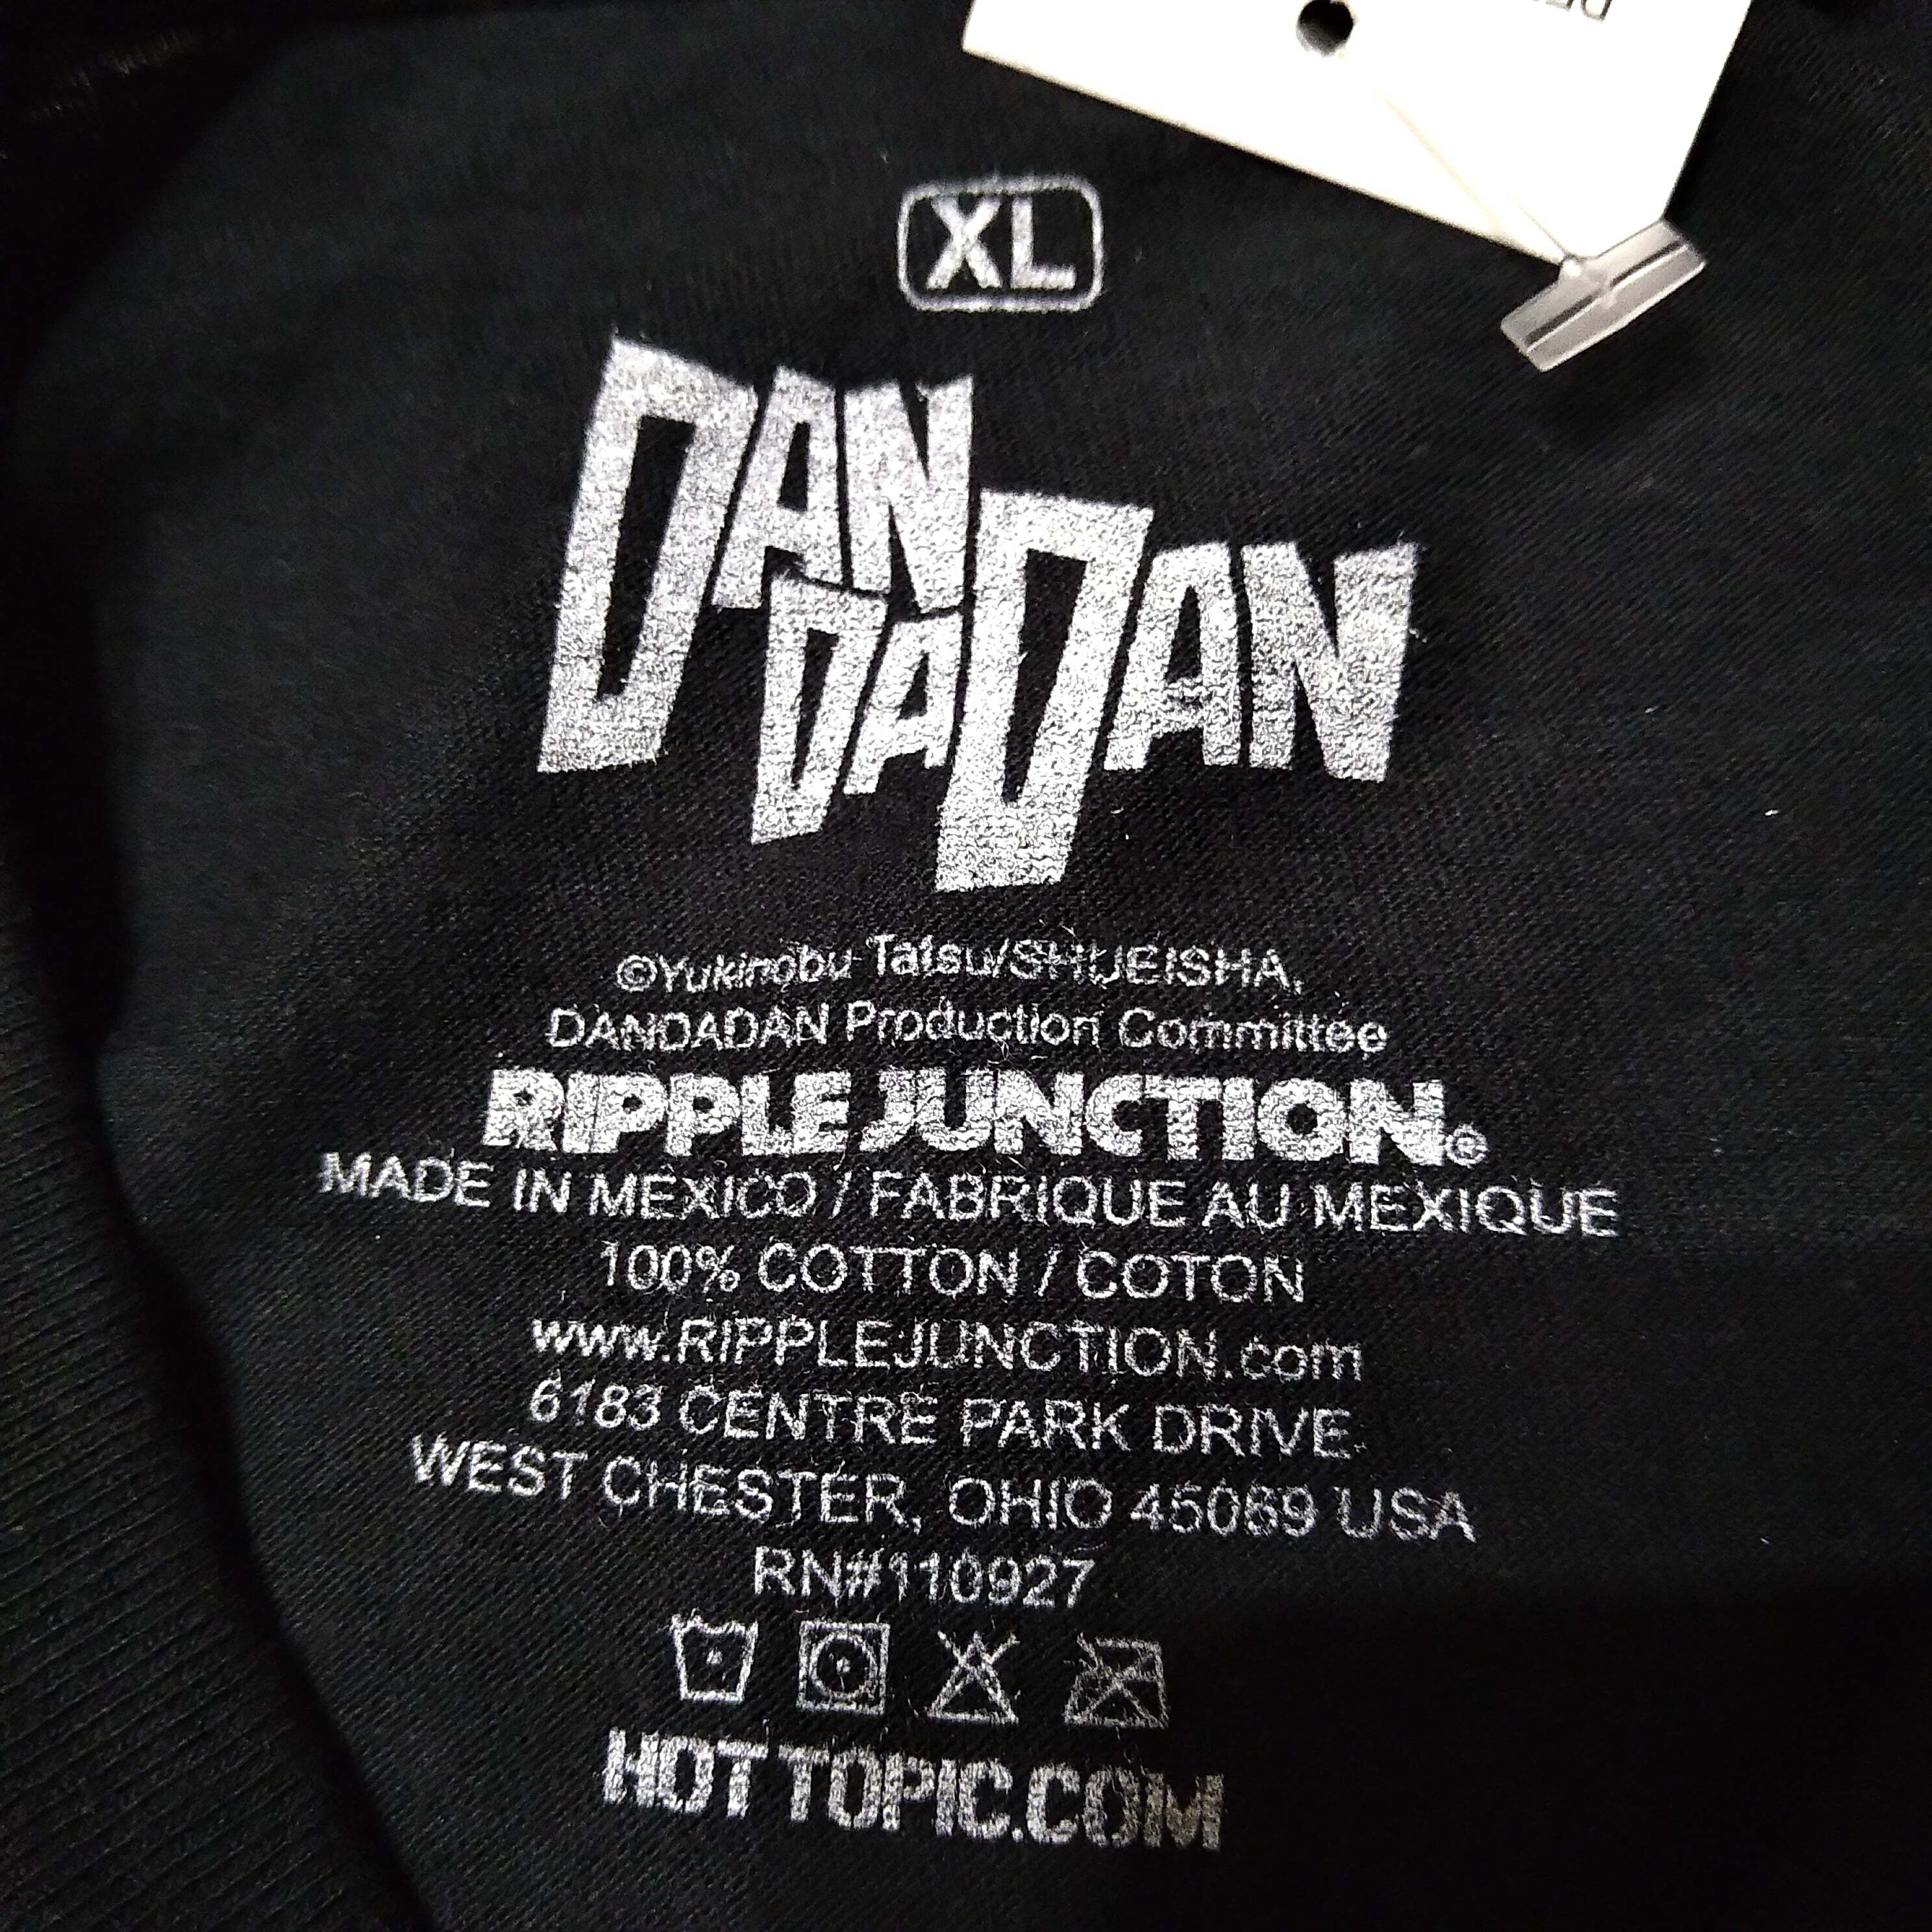 XL
DAN
DA DAN
©Yukinobu Tatsu/SHUEISHA,
DANDADAN Production Committee
RIPPLE JUNCTION®
MADE IN MEXICO / FABRIQUE AU MEXIQUE
100% COTTON / COTON
www.RIPPLEJUNCTION.com
6183 CENTRE PARK DRIVE
WEST CHESTER, OHIO 45069 USA
RN#110927
HOTTOPIC.COM